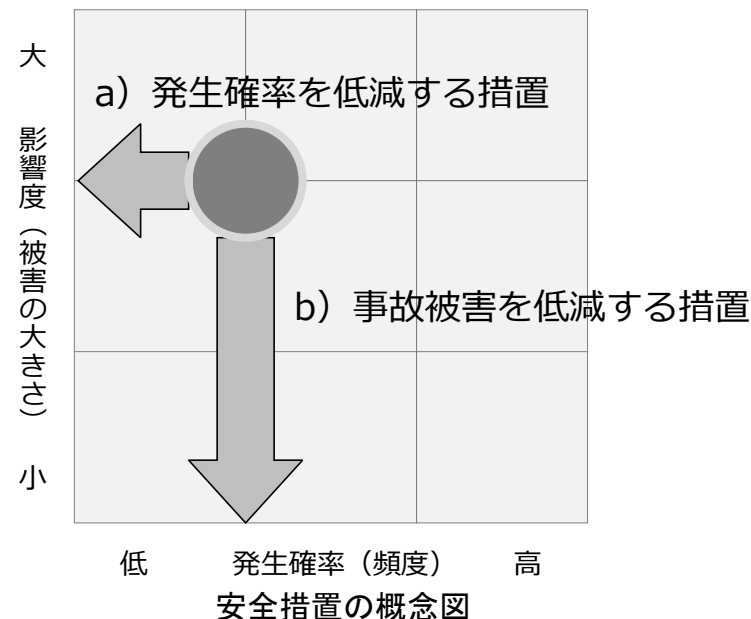 大
a）発生確率を低減する措置
影響度（被害の大きさ）
b）事故被害を低減する措置
小
低 発生確率（頻度） 高
安全措置の概念図